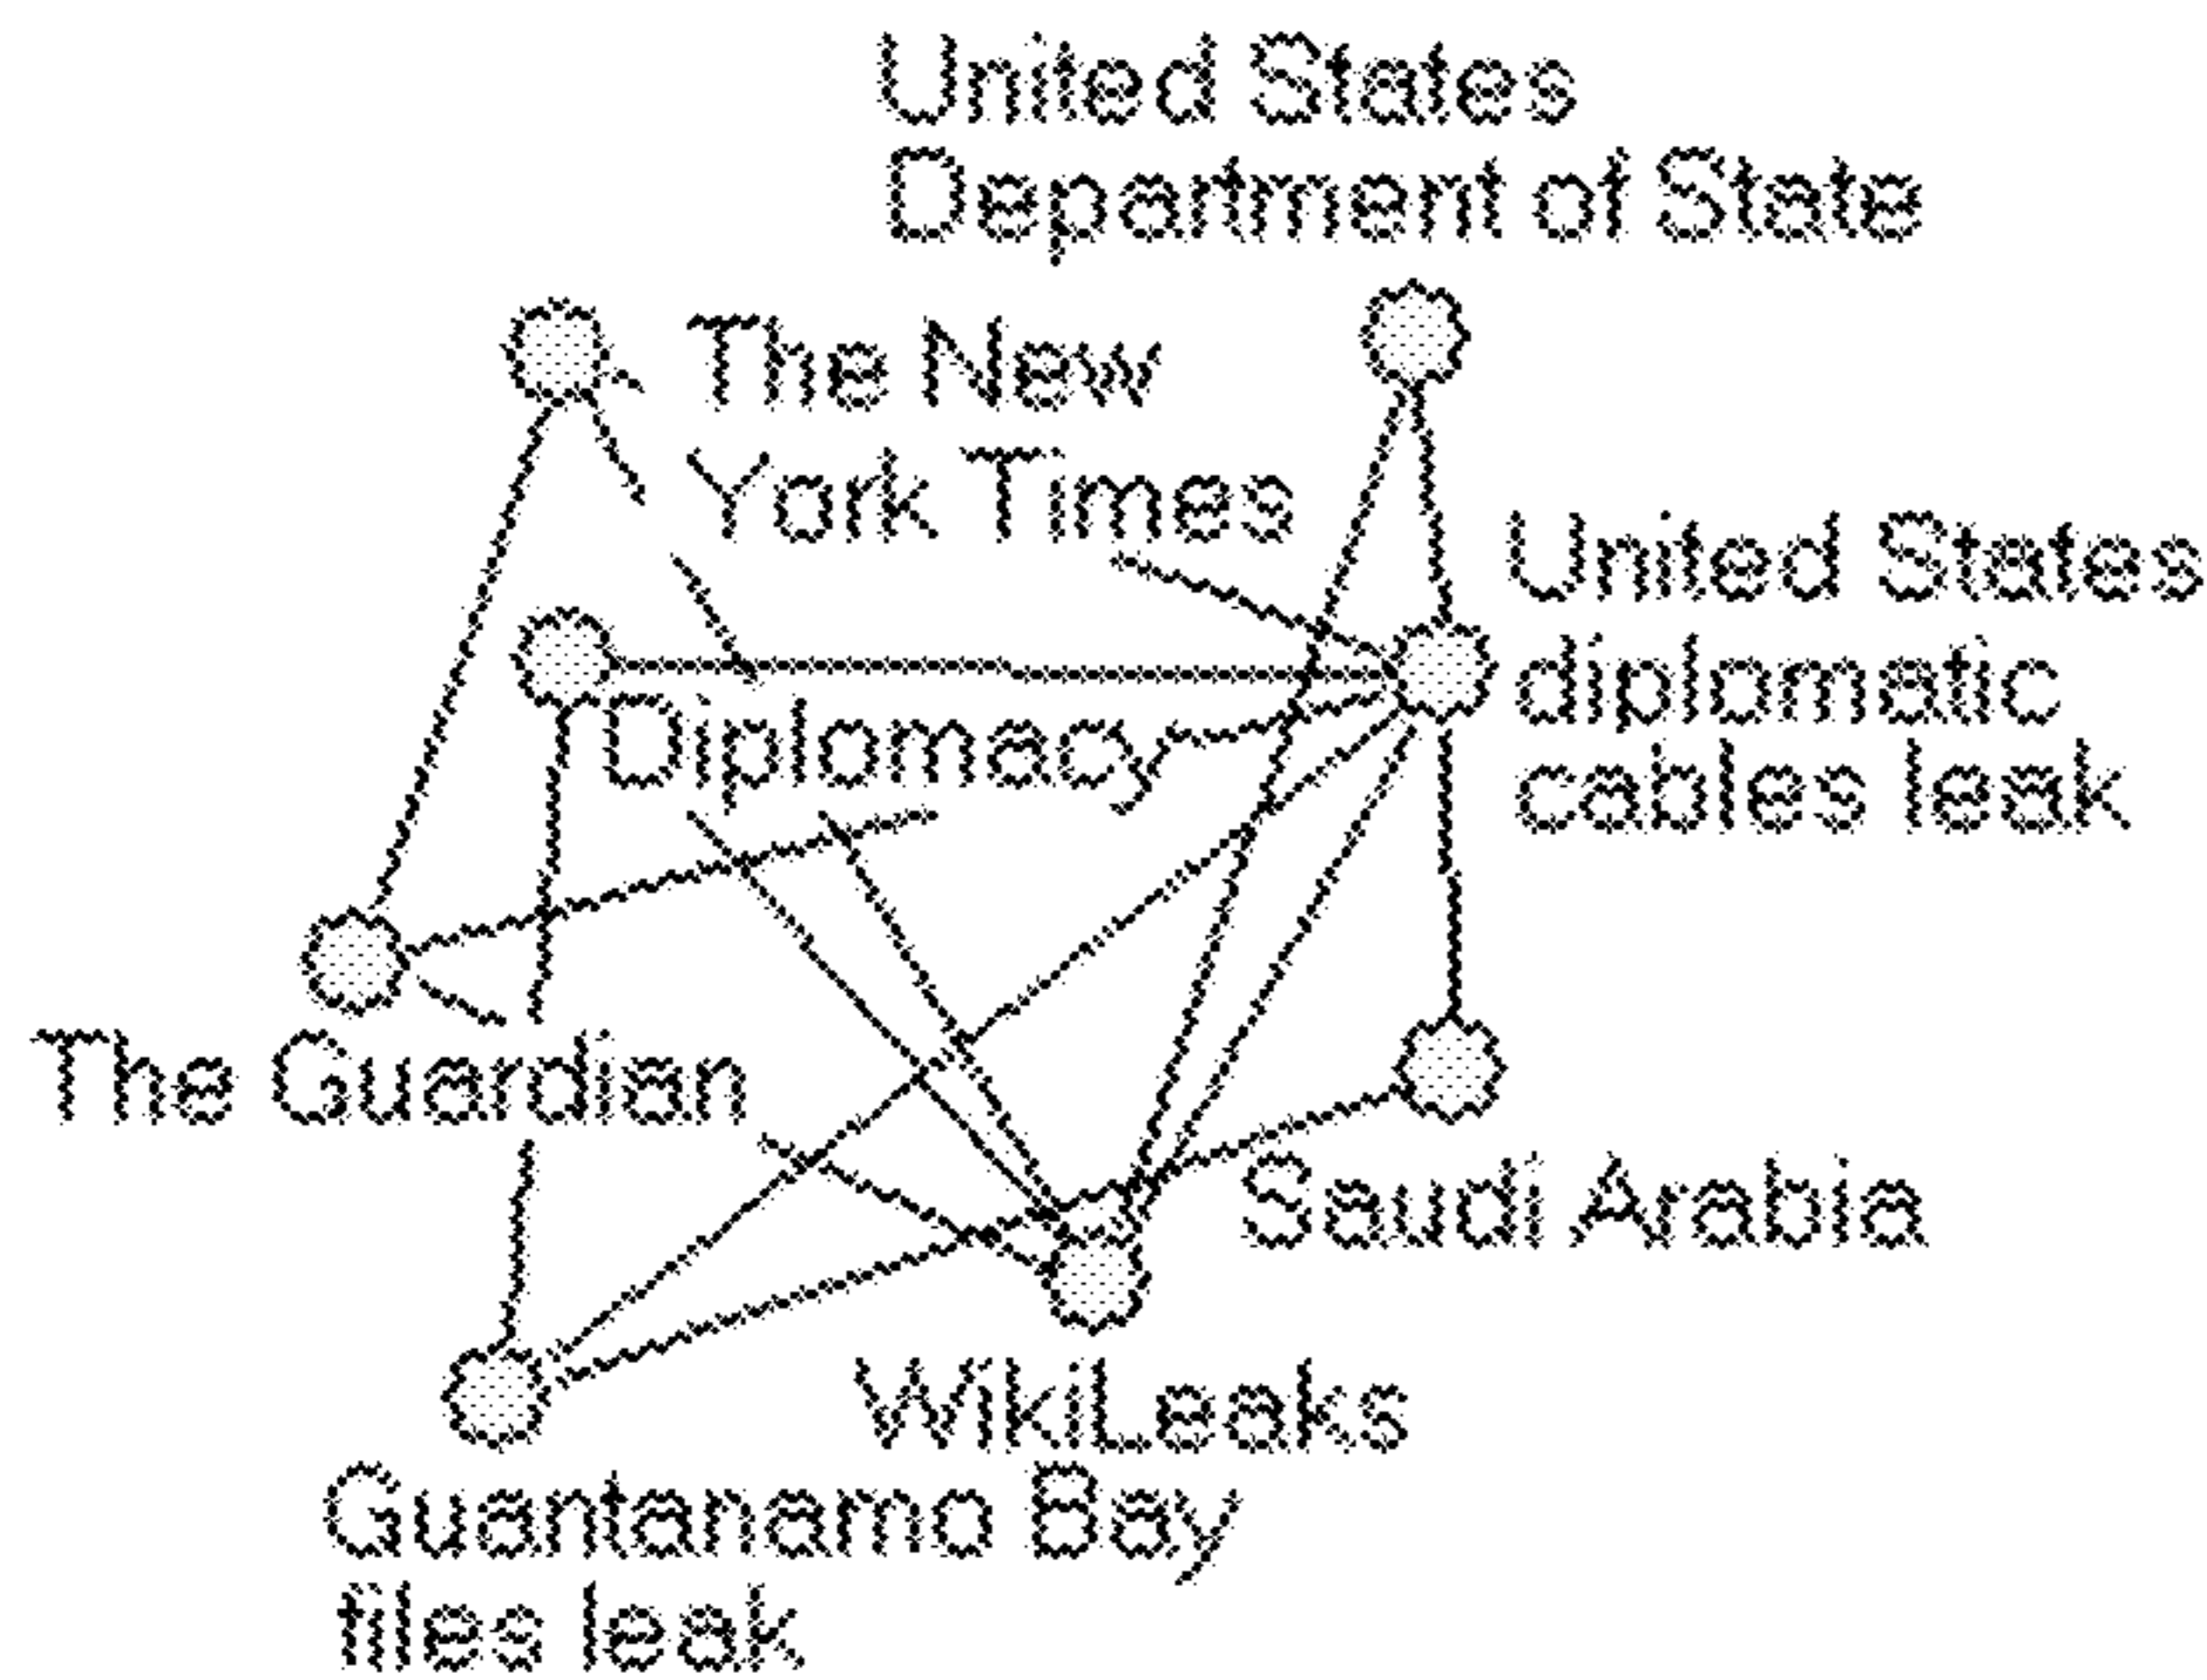 United States
Department of State
The New
York Times
United States
diplomatic
cables leak
Diplomacy
The Guardian
Saudi Arabia
WikiLeaks
Guantanamo Bay
files leak